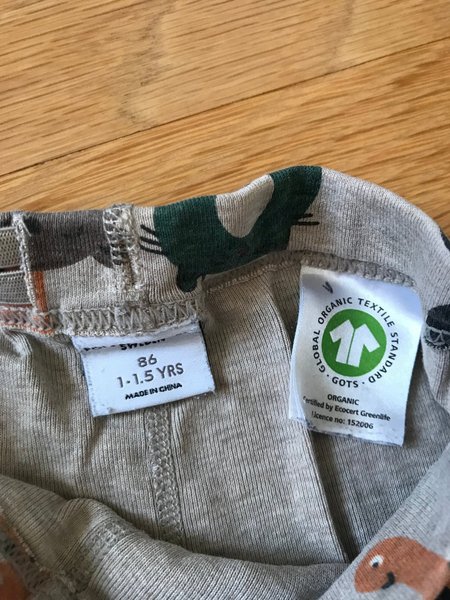 SWEDEN
86
1-1.5 YRS
MADE IN CHINA
GLOBAL ORGANIC TEXTILE STANDARD
· GOTS ·
ORGANIC
Certified by Ecocert Greenlife
Licence no: 152006